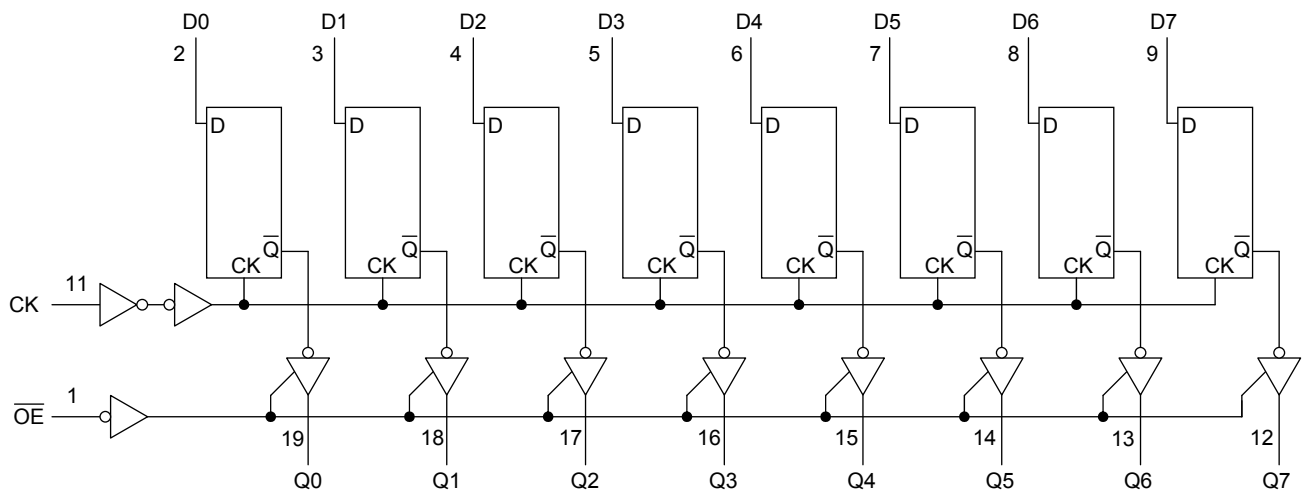 D0 D1 D2 D3 D4 D5 D6 D7
2 3 4 5 6 7 8 9
D D D D D D D D
Q̅ Q̅ Q̅ Q̅ Q̅ Q̅ Q̅ Q̅
CK CK CK CK CK CK CK CK
CK 11
O̅E̅ 1
19 18 17 16 15 14 13 12
Q0 Q1 Q2 Q3 Q4 Q5 Q6 Q7